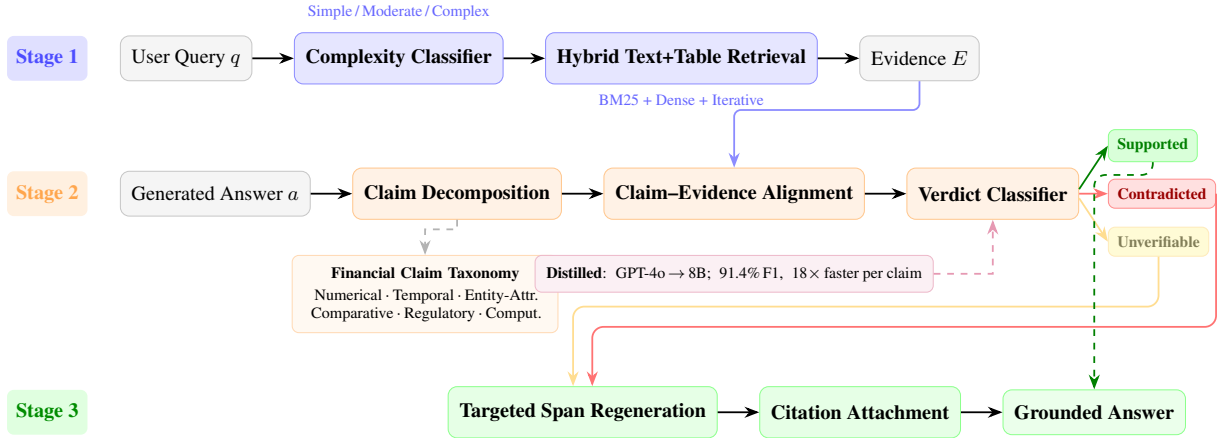 Simple / Moderate / Complex
Stage 1
User Query q
Complexity Classifier
Hybrid Text+Table Retrieval
Evidence E
BM25 + Dense + Iterative
Stage 2
Generated Answer a
Claim Decomposition
Claim–Evidence Alignment
Verdict Classifier
Supported
Contradicted
Unverifiable
Financial Claim Taxonomy
Numerical · Temporal · Entity-Attr.
Comparative · Regulatory · Comput.
Distilled: GPT-4o → 8B; 91.4% F1, 18× faster per claim
Stage 3
Targeted Span Regeneration
Citation Attachment
Grounded Answer